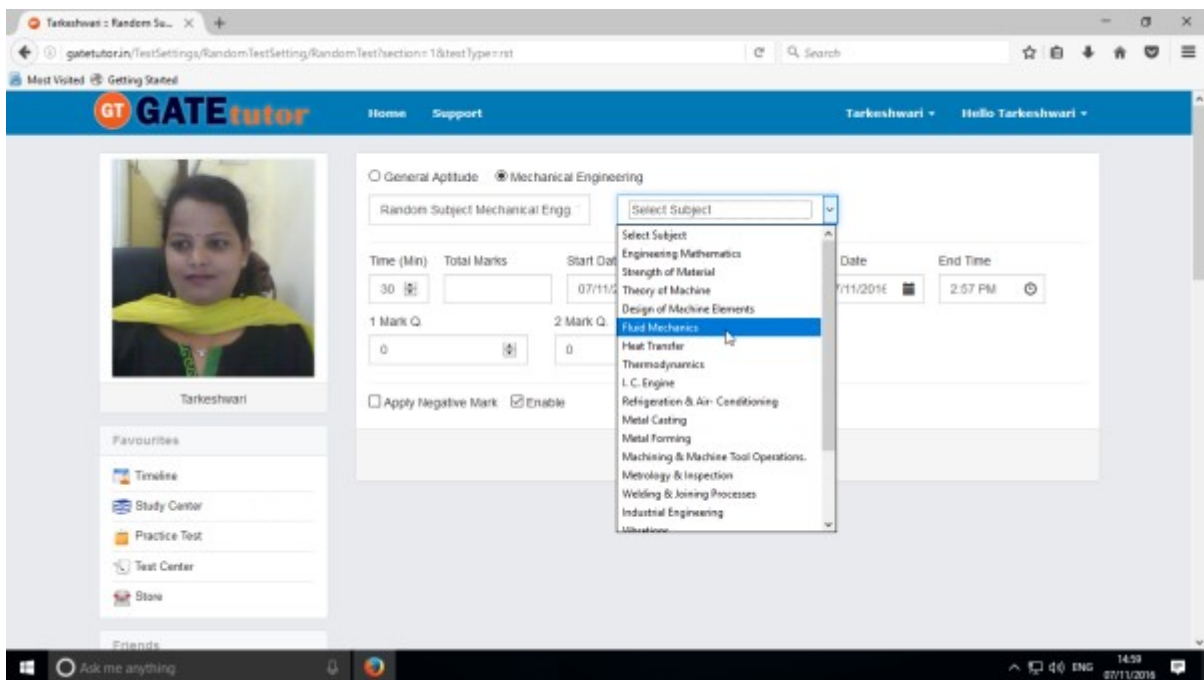 Tarkeshwari :: Random Su...
gatetutor.in/TestSettings/RandomTestSetting/RandomTest?section=1&testType=rst
Search
Most Visited Getting Started
GT GATEtutor Home Support Tarkeshwari Hello Tarkeshwari
General Aptitude Mechanical Engineering
Random Subject Mechanical Engg Select Subject
Select Subject
Engineering Mathematics
Strength of Material
Theory of Machine
Design of Machine Elements
Fluid Mechanics
Heat Transfer
Thermodynamics
I. C. Engine
Refrigeration & Air- Conditioning
Metal Casting
Metal Forming
Machining & Machine Tool Operations.
Metrology & Inspection
Welding & Joining Processes
Industrial Engineering
Vibrations
Time (Min) Total Marks Start Dat Date End Time
30 07/11/2 /11/2016 2:57 PM
1 Mark Q. 2 Mark Q.
0 0
Apply Negative Mark Enable
Tarkeshwari
Favourites
Timeline
Study Center
Practice Test
Test Center
Store
Friends
Ask me anything
ENG 14:59
07/11/2016